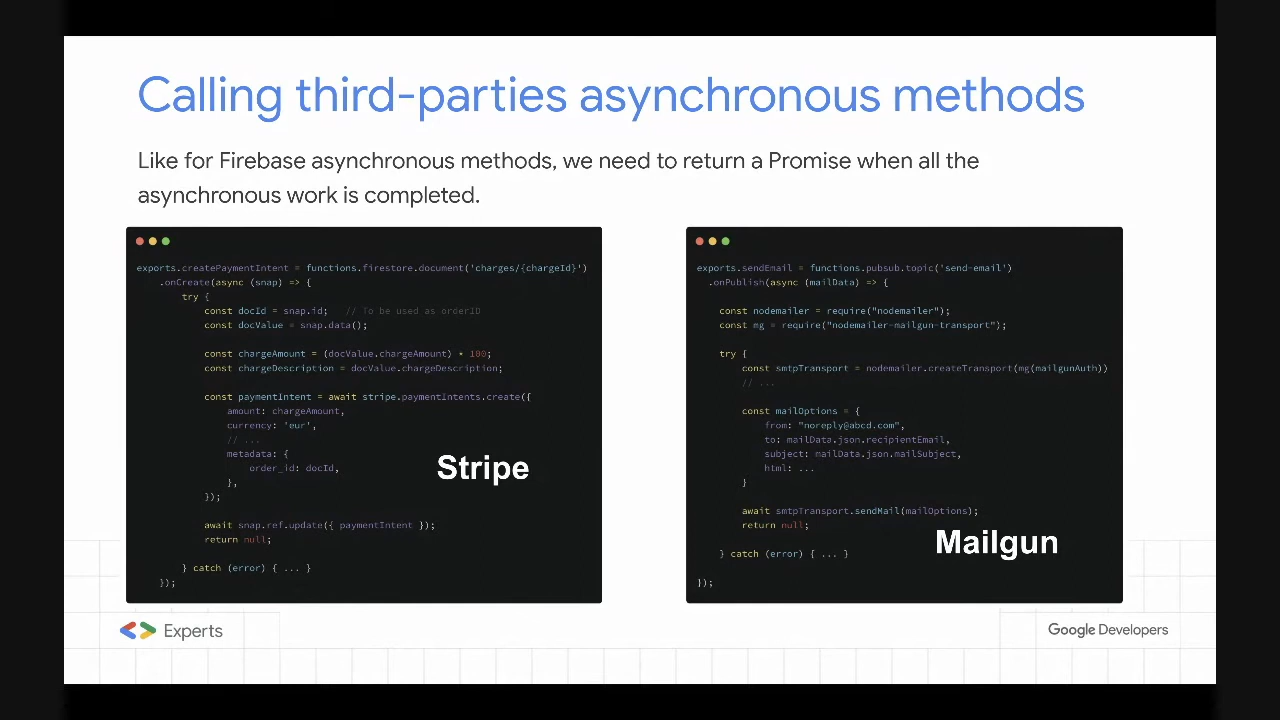 Calling third-parties asynchronous methods
Like for Firebase asynchronous methods, we need to return a Promise when all the
asynchronous work is completed.
exports.createPaymentIntent = functions.firestore.document('charges/{chargeId}')
.onCreate(async (snap) => {
try {
const docId = snap.id; // To be used as orderID
const docValue = snap.data();
const chargeAmount = (docValue.chargeAmount) * 100;
const chargeDescription = docValue.chargeDescription;
const paymentIntent = await stripe.paymentIntents.create({
amount: chargeAmount,
currency: 'eur',
// ...
metadata: {
order_id: docId,
},
});
await snap.ref.update({ paymentIntent });
return null;
} catch (error) { ... }
});
Stripe
exports.sendEmail = functions.pubsub.topic('send-email')
.onPublish(async (mailData) => {
const nodemailer = require("nodemailer");
const mg = require("nodemailer-mailgun-transport");
try {
const smtpTransport = nodemailer.createTransport(mg(mailgunAuth))
// ...
const mailOptions = {
from: "noreply@abcd.com",
to: mailData.json.recipientEmail,
subject: mailData.json.mailSubject,
html: ...
}
await smtpTransport.sendMail(mailOptions);
return null;
} catch (error) { ... }
});
Mailgun
Experts
Google Developers